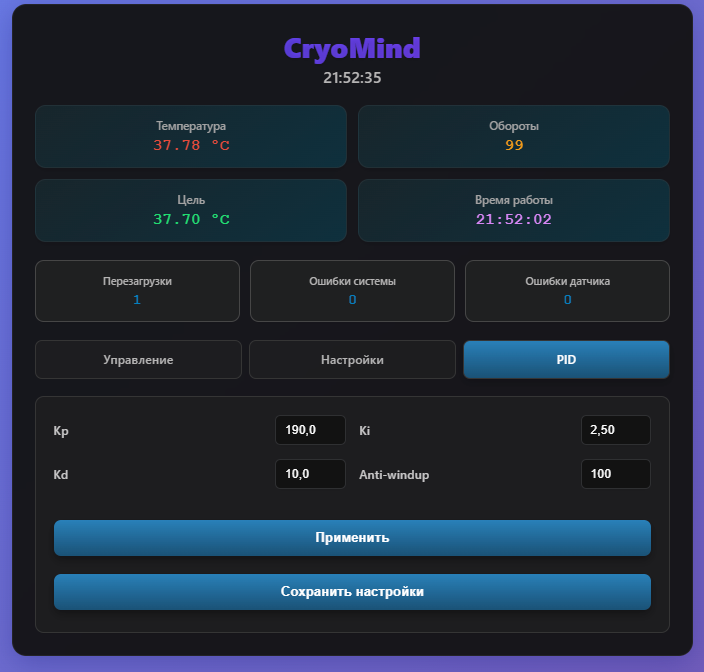 CryoMind
21:52:35
Температура
37.78 °C
Обороты
99
Цель
37.70 °C
Время работы
21:52:02
Перезагрузки
1
Ошибки системы
0
Ошибки датчика
0
Управление
Настройки
PID
Kp
190,0
Ki
2,50
Kd
10,0
Anti-windup
100
Применить
Сохранить настройки